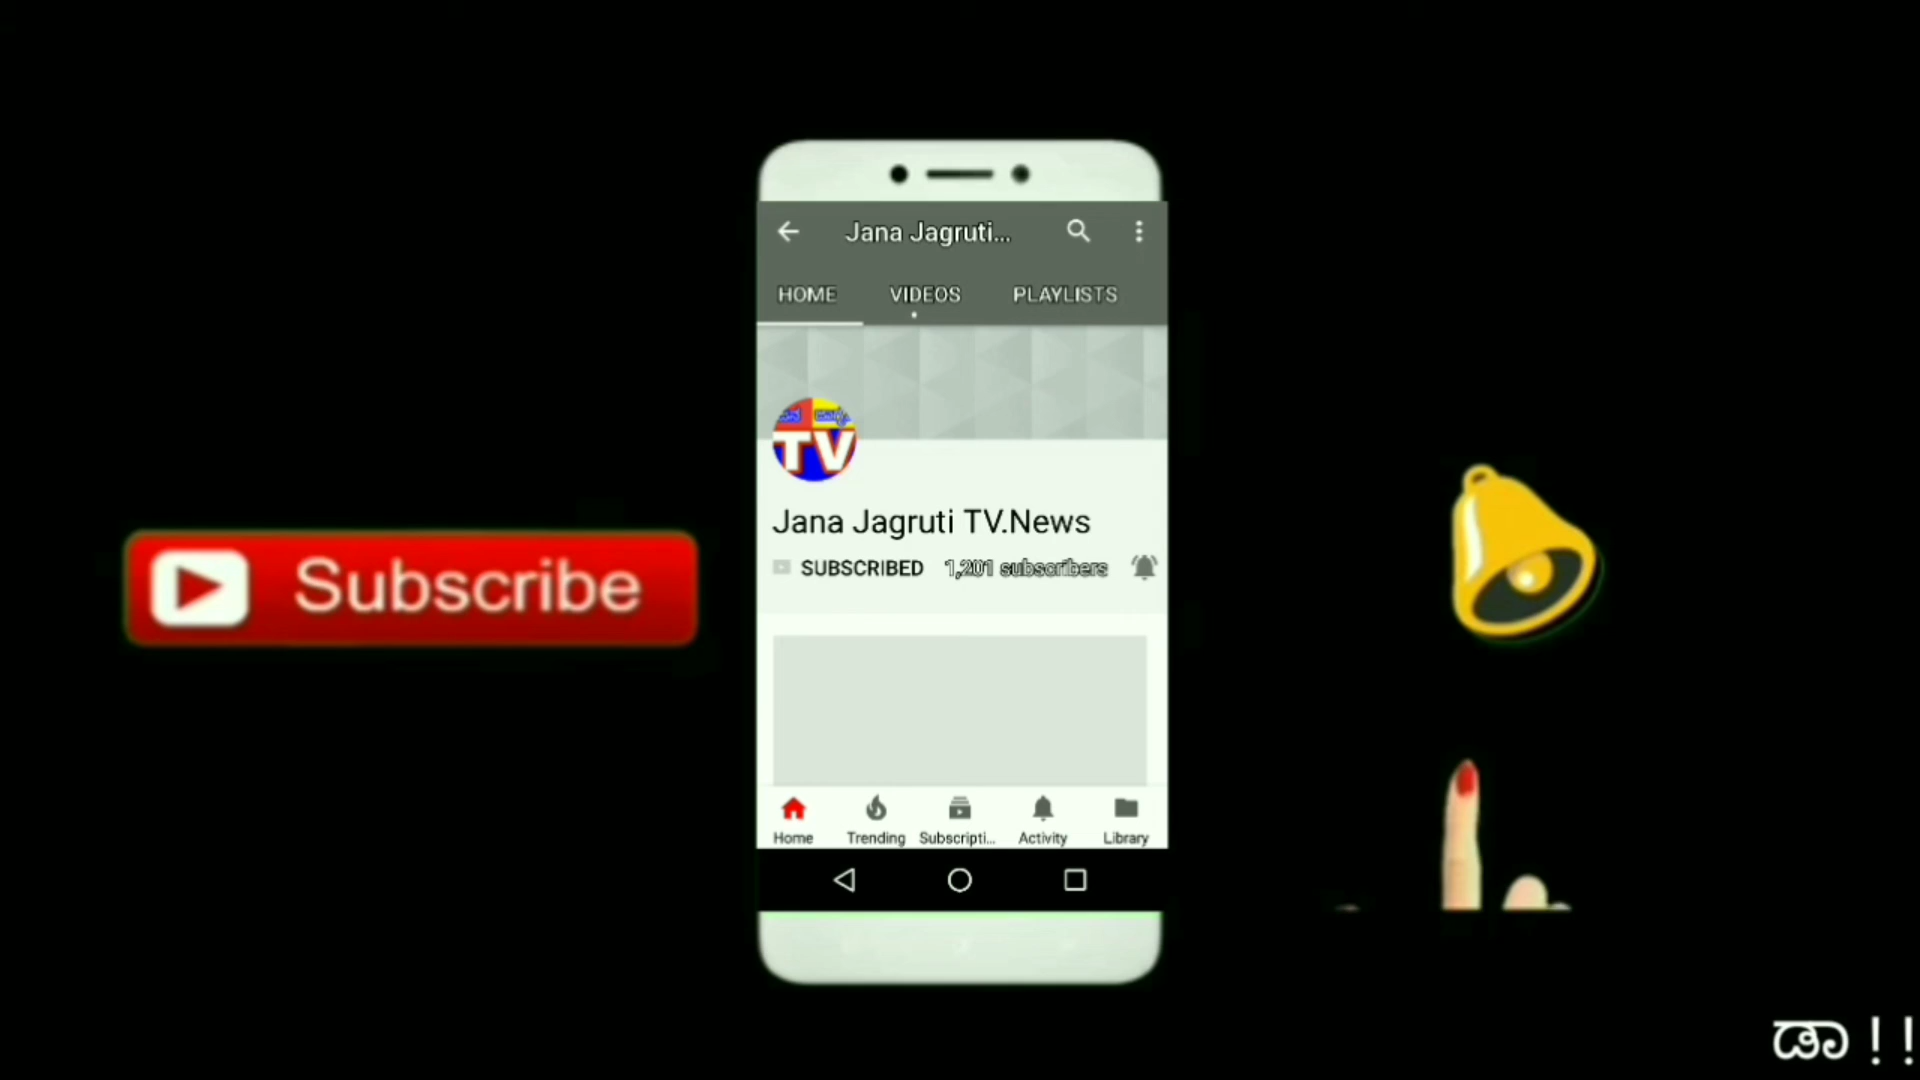 Jana Jagruti...
HOME VIDEOS PLAYLISTS
TV
Jana Jagruti TV.News
SUBSCRIBED 1,201 subscribers
Subscribe
Home Trending Subscripti... Activity Library
ಡಾ !!